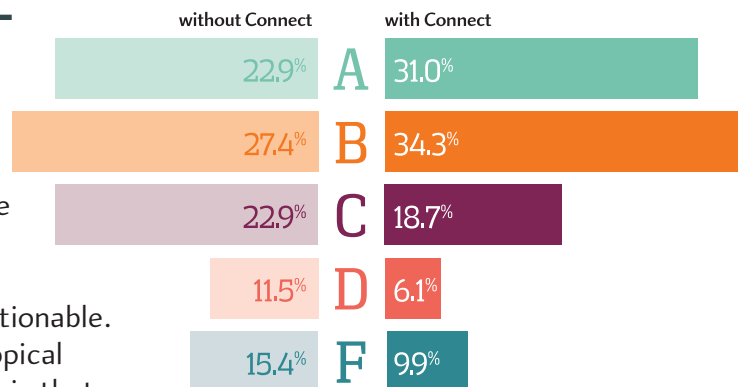 without Connect with Connect
22.9% A 31.0%
27.4% B 34.3%
e
22.9% C 18.7%
11.5% D 6.1%
tionable.
opical
15.4% F 9.9%